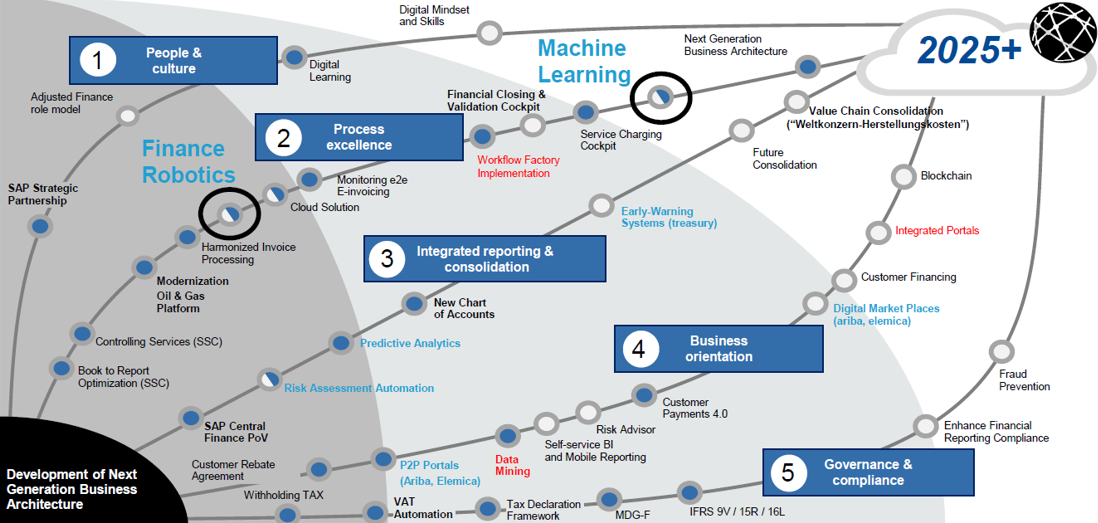 Digital Mindset
and Skills
2025+
1
People &
culture
Digital
Learning
Machine
Learning
Next Generation
Business Architecture
Adjusted Finance
role model
Financial Closing &
Validation Cockpit
Value Chain Consolidation
("Weltkonzern-Herstellungskosten")
2
Process
excellence
Service Charging
Cockpit
Finance
Robotics
Workflow Factory
Implementation
Future
Consolidation
Monitoring e2e
E-invoicing
Blockchain
SAP Strategic
Partnership
Cloud Solution
Early-Warning
Systems (treasury)
Integrated Portals
Harmonized Invoice
Processing
3
Integrated reporting &
consolidation
Modernization
Oil & Gas
Platform
Customer Financing
New Chart
of Accounts
Digital Market Places
(ariba, elemica)
Controlling Services (SSC)
Predictive Analytics
4
Business
orientation
Book to Report
Optimization (SSC)
Risk Assessment Automation
Fraud
Prevention
Customer
Payments 4.0
SAP Central
Finance PoV
Risk Advisor
Enhance Financial
Reporting Compliance
Self-service BI
and Mobile Reporting
Data
Mining
Customer Rebate
Agreement
P2P Portals
(Ariba, Elemica)
5
Governance &
compliance
Development of Next
Generation Business
Architecture
Withholding TAX
VAT
Automation
Tax Declaration
Framework
MDG-F
IFRS 9V / 15R / 16L